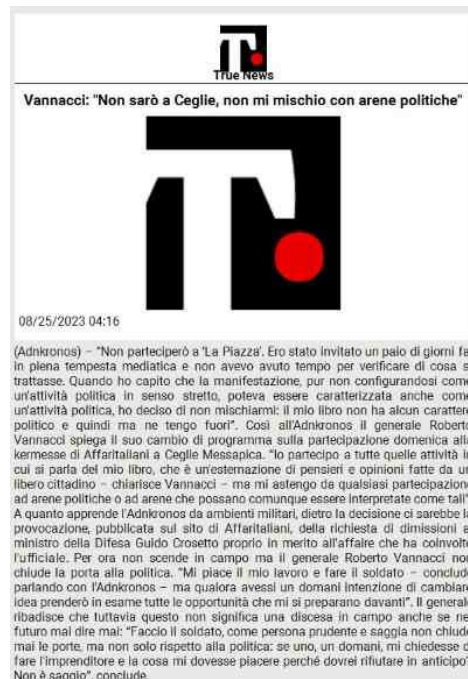 True News
Vannacci: "Non sarò a Ceglie, non mi mischio con arene politiche"
08/25/2023 04:16
(Adnkronos) – "Non parteciperò a 'La Piazza'. Ero stato invitato un paio di giorni fa
in plena tempesta mediatica e non avevo avuto tempo per verificare di cosa s
trattasse. Quando ho capito che la manifestazione, pur non configurandosi come
un'attività politica in senso stretto, poteva essere caratterizzata anche come
un'attività politica, ho deciso di non mischiarmi: il mio libro non ha alcun carattere
politico e quindi ma ne tengo fuori". Così all'Adnkronos il generale Roberto
Vannacci spiega il suo cambio di programma sulla partecipazione domenica alla
kermesse di Affaritaliani a Ceglie Messapica. "Io partecipo a tutte quelle attività in
cui si parla del mio libro, che è un'esternazione di pensieri e opinioni fatte da un
libero cittadino – chiarisce Vannacci – ma mi astengo da qualsiasi partecipazione
ad arene politiche o ad arene che possano comunque essere interpretate come tali"
A quanto apprende l'Adnkronos da ambienti militari, dietro la decisione ci sarebbe la
provocazione, pubblicata sul sito di Affaritaliani, della richiesta di dimissioni a
ministro della Difesa Guido Crosetto proprio in merito all'affaire che ha coinvolto
l'ufficiale. Per ora non scende in campo ma il generale Roberto Vannacci non
chiude la porta alla politica. "Mi piace il mio lavoro e fare il soldato – conclude
parlando con l'Adnkronos – ma qualora avessi un domani intenzione di cambiare
idea prenderò in esame tutte le opportunità che mi si preparano davanti". Il generale
ribadisce che tuttavia questo non significa una discesa in campo anche se nel
futuro mai dire mai: "Faccio il soldato, come persona prudente e saggia non chiudo
mai le porte, ma non solo rispetto alla politica: se uno, un domani, mi chiedesse d
fare l'imprenditore e la cosa mi dovesse piacere perché dovrei rifiutare in anticipo?
Non è saggio", conclude.